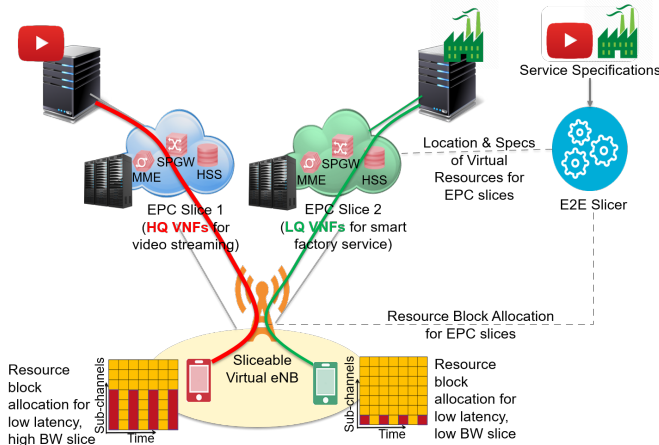 Service Specifications
MME
SPGW
HSS
MME
SPGW
HSS
Location & Specs
of Virtual
Resources for
EPC slices
E2E Slicer
EPC Slice 1
(HQ VNFs for
video streaming)
EPC Slice 2
(LQ VNFs for smart
factory service)
Resource Block Allocation
for EPC slices
Sliceable
Virtual eNB
Resource
block
allocation for
low latency,
high BW slice
Sub-channels
Time
Sub-channels
Time
Resource
block
allocation for
low latency,
low BW slice